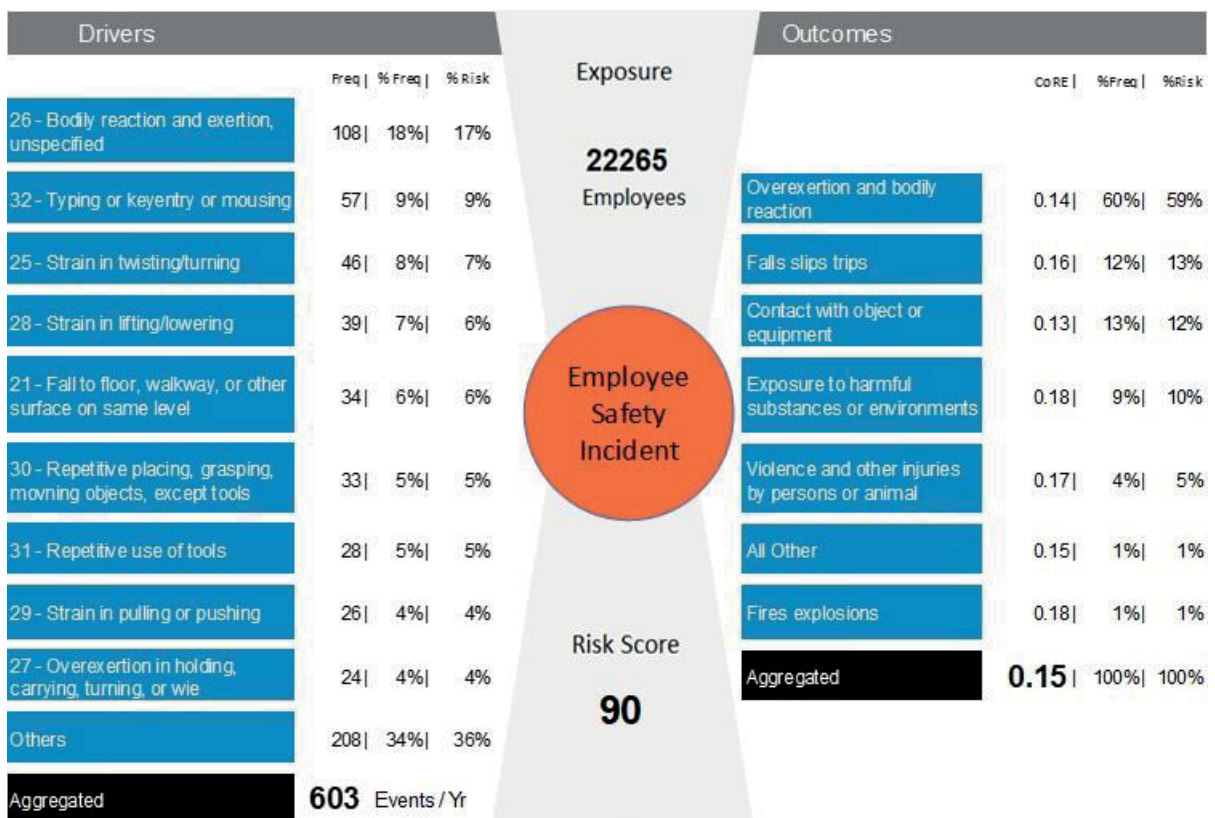 Drivers
Freq| % Freq| % Risk
26 - Bodily reaction and exertion,
unspecified
108| 18%| 17%
32 - Typing or keyentry or mousing
57| 9%| 9%
25 - Strain in twisting/turning
46| 8%| 7%
28 - Strain in lifting/lowering
39| 7%| 6%
21 - Fall to floor, walkway, or other
surface on same level
34| 6%| 6%
30 - Repetitive placing, grasping,
movning objects, except tools
33| 5%| 5%
31 - Repetitive use of tools
28| 5%| 5%
29 - Strain in pulling or pushing
26| 4%| 4%
27 - Overexertion in holding,
carrying, turning, or wie
24| 4%| 4%
Others
208| 34%| 36%
Aggregated
603 Events / Yr
Exposure
22265
Employees
Employee
Safety
Incident
Risk Score
90
Outcomes
CoRE| %Freq| %Risk
Overexertion and bodily
reaction
0.14| 60%| 59%
Falls slips trips
0.16| 12%| 13%
Contact with object or
equipment
0.13| 13%| 12%
Exposure to harmful
substances or environments
0.18| 9%| 10%
Violence and other injuries
by persons or animal
0.17| 4%| 5%
All Other
0.15| 1%| 1%
Fires explosions
0.18| 1%| 1%
Aggregated
0.15| 100%| 100%